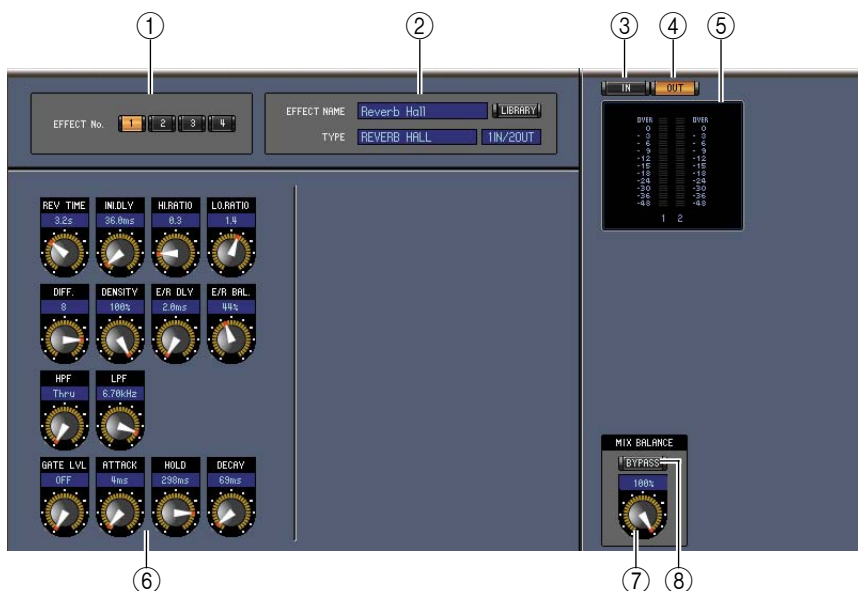 ① ② ③ ④ ⑤
IN OUT
EFFECT No. 1 2 3 4
EFFECT NAME Reverb Hall LIBRARY
TYPE REVERB HALL 1IN/2OUT
OVER OVER
0 0
-3 -3
-6 -6
-9 -9
-12 -12
-15 -15
-18 -18
-24 -24
-30 -30
-36 -36
-48 -48
1 2
REV TIME INI.DLY HI.RATIO LO.RATIO
3.2s 36.0ms 0.3 1.4
DIFF. DENSITY E/R DLY E/R BAL.
8 100% 2.0ms 44%
HPF LPF
Thru 6.70kHz
GATE LVL ATTACK HOLD DECAY
OFF 4ms 298ms 69ms
MIX BALANCE
BYPASS
100%
⑥ ⑦ ⑧